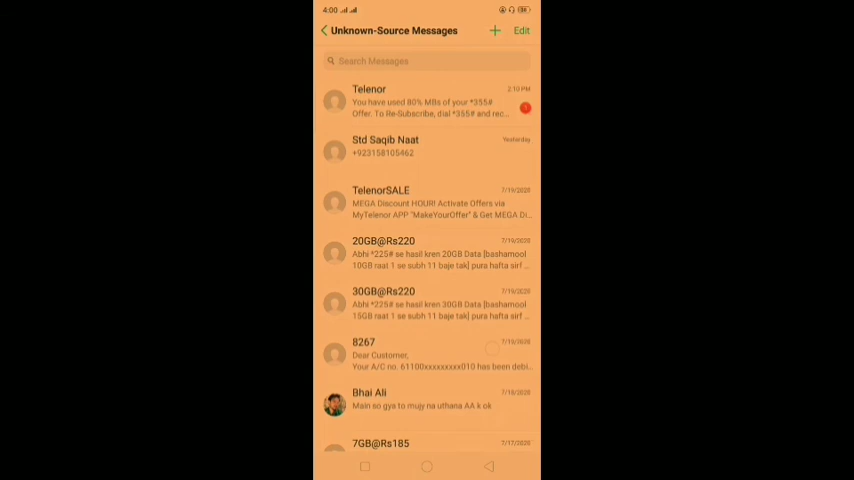 4:00
Unknown-Source Messages
Edit
Search Messages
Telenor
2:10 PM
You have used 80% MBs of your *355#
Offer. To Re-Subscribe, dial *355# and rec...
Std Saqib Naat
Yesterday
+923158105462
TelenorSALE
7/19/2020
MEGA Discount HOUR! Activate Offers via
MyTelenor APP "MakeYourOffer" & Get MEGA Di...
20GB@Rs220
7/19/2020
Abhi *225# se hasil kren 20GB Data [bashamool
10GB raat 1 se subh 11 baje tak] pura hafta sirf ...
30GB@Rs220
7/19/2020
Abhi *225# se hasil kren 30GB Data [bashamool
15GB raat 1 se subh 11 baje tak] pura hafta sirf ...
8267
7/19/2020
Dear Customer,
Your A/C no. 61100xxxxxxxxx010 has been debi...
Bhai Ali
7/18/2020
Main so gya to mujy na uthana AA k ok
7GB@Rs185
7/17/2020